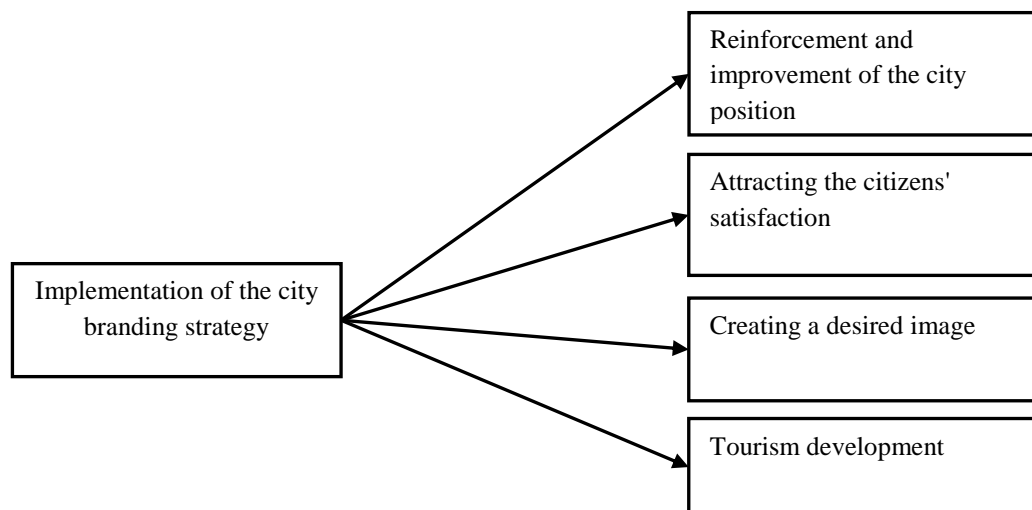 Reinforcement and
improvement of the city
position
Attracting the citizens'
satisfaction
Implementation of the city
branding strategy
Creating a desired image
Tourism development